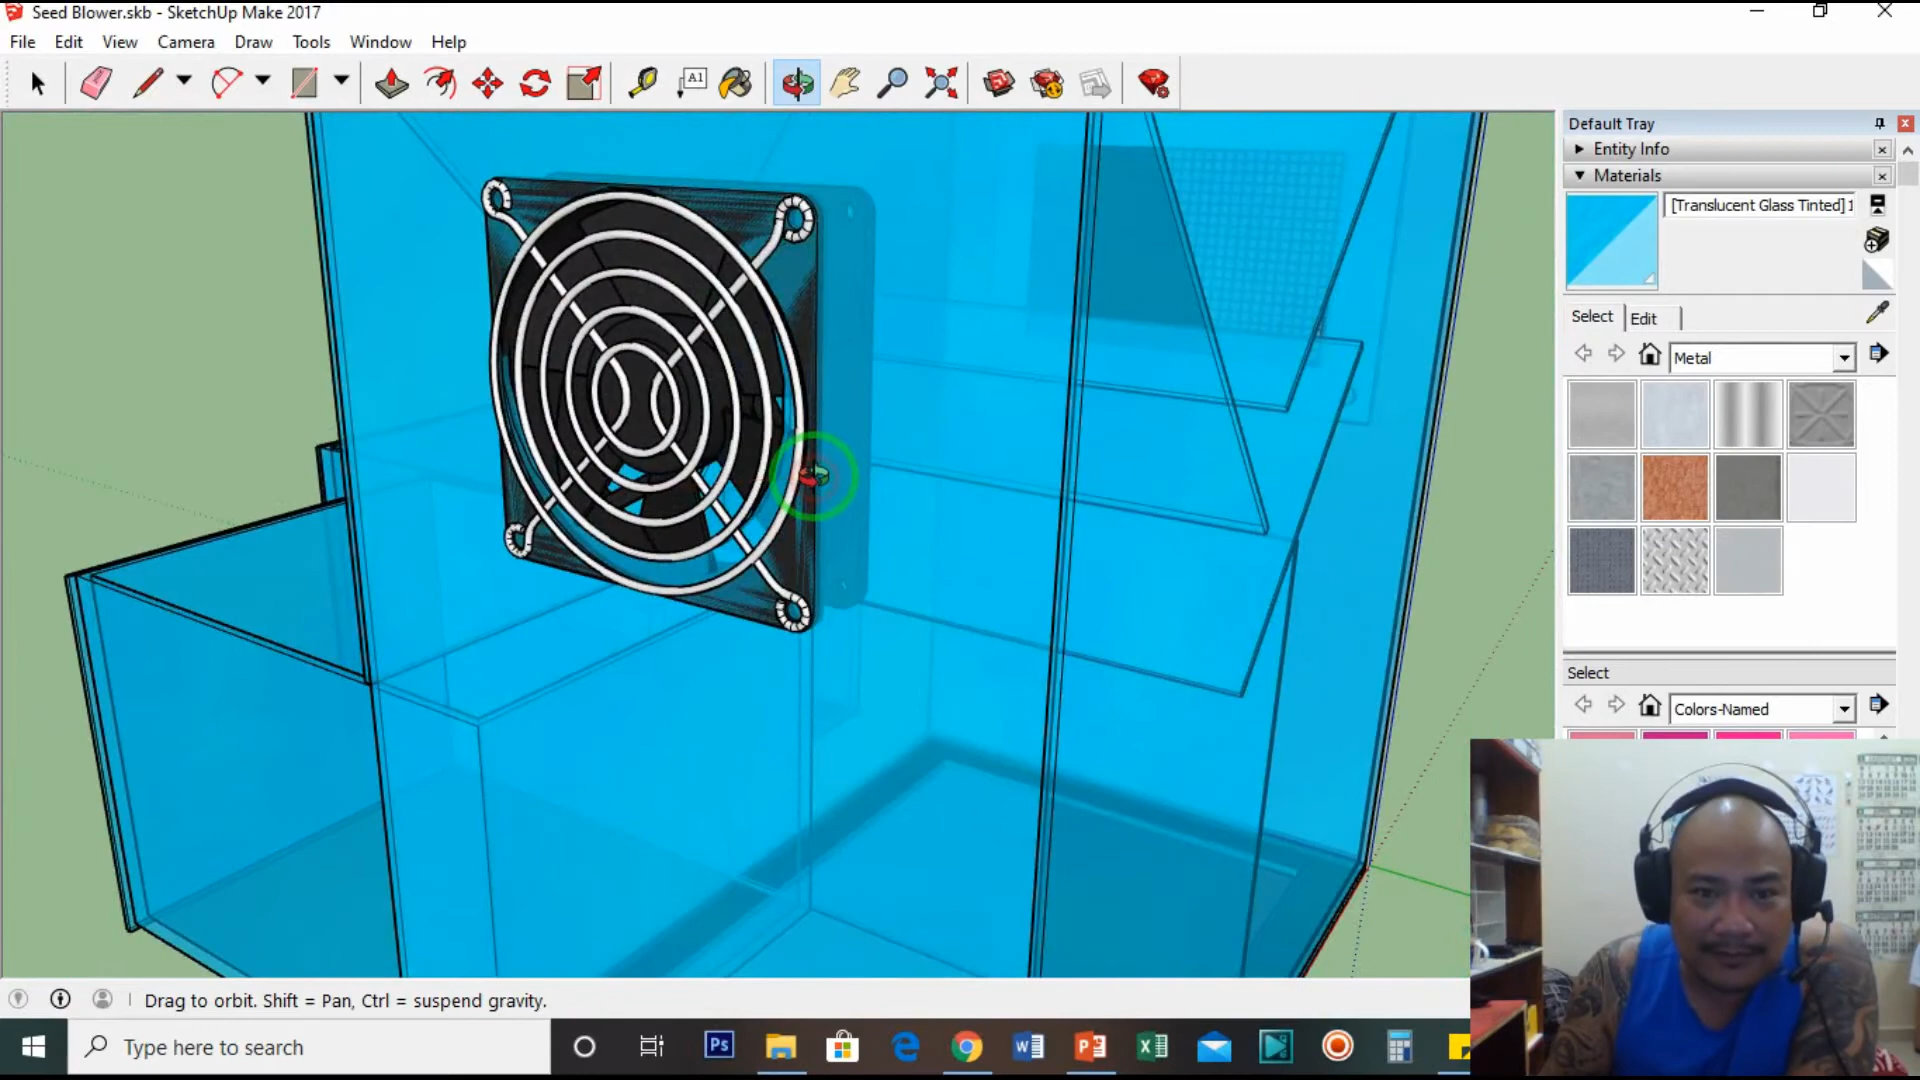 Seed Blower.skb - SketchUp Make 2017
File Edit View Camera Draw Tools Window Help
A1
Default Tray
Entity Info
Materials
[Translucent Glass Tinted]1
Select Edit
Metal
Select
Colors-Named
Drag to orbit. Shift = Pan, Ctrl = suspend gravity.
Type here to search
Ps